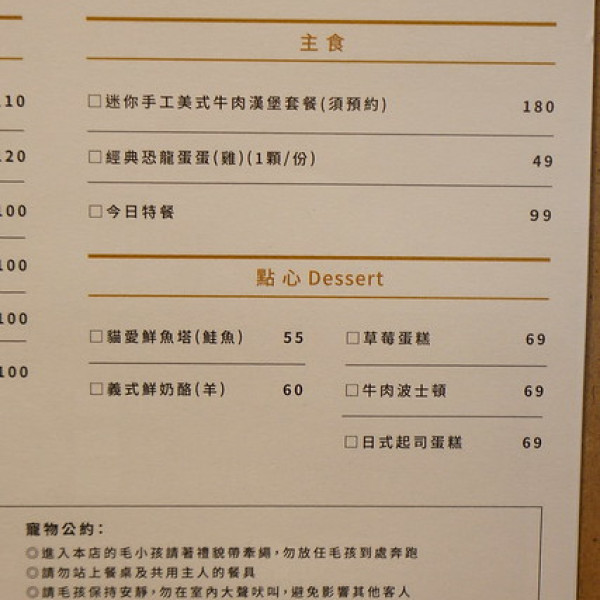 110
120
100
100
100
100
主食
□迷你手工美式牛肉漢堡套餐(須預約) 180
□經典恐龍蛋蛋(雞)(1顆/份) 49
□今日特餐 99
點心 Dessert
□貓愛鮮魚塔(鮭魚) 55
□義式鮮奶酪(羊) 60
□草莓蛋糕 69
□牛肉波士頓 69
□日式起司蛋糕 69
寵物公約：
◎進入本店的毛小孩請著禮貌帶牽繩，勿放任毛孩到處奔跑
◎請勿站上餐桌及共用主人的餐具
◎請毛孩保持安靜，勿在室內大聲吠叫，避免影響其他客人